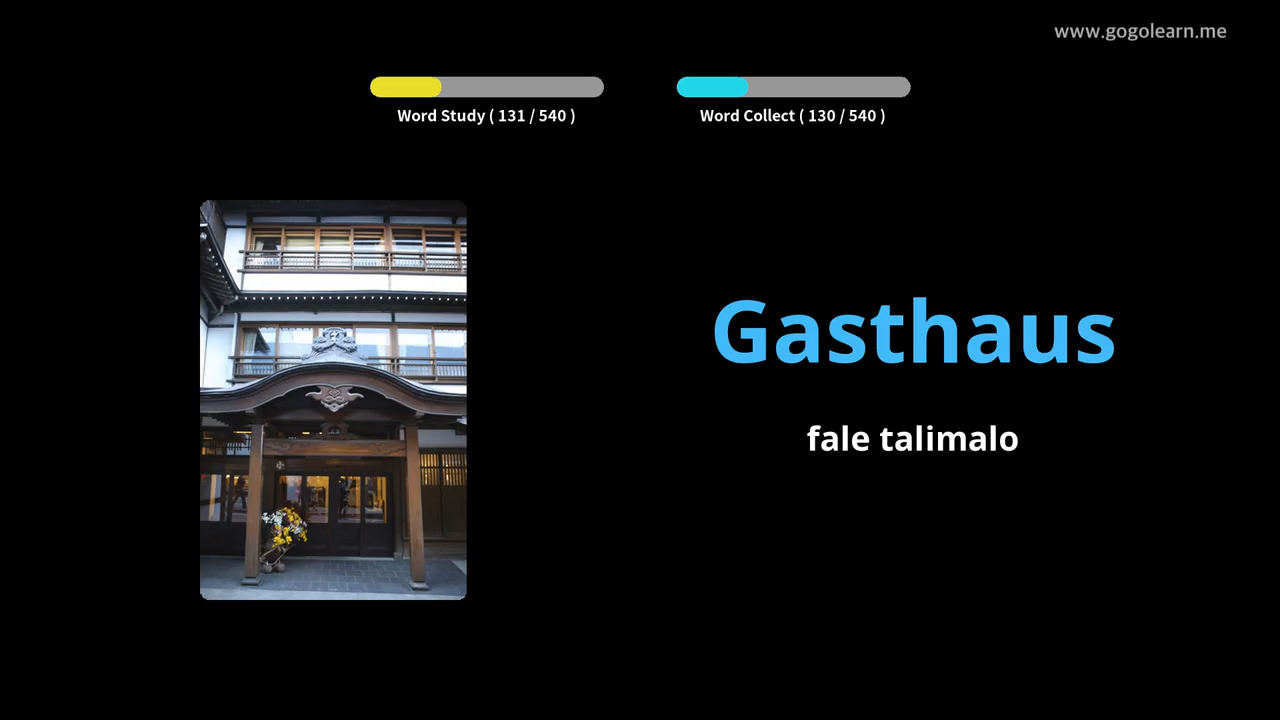 www.gogolearn.me
Word Study ( 131 / 540 )
Word Collect ( 130 / 540 )
Gasthaus
fale talimalo